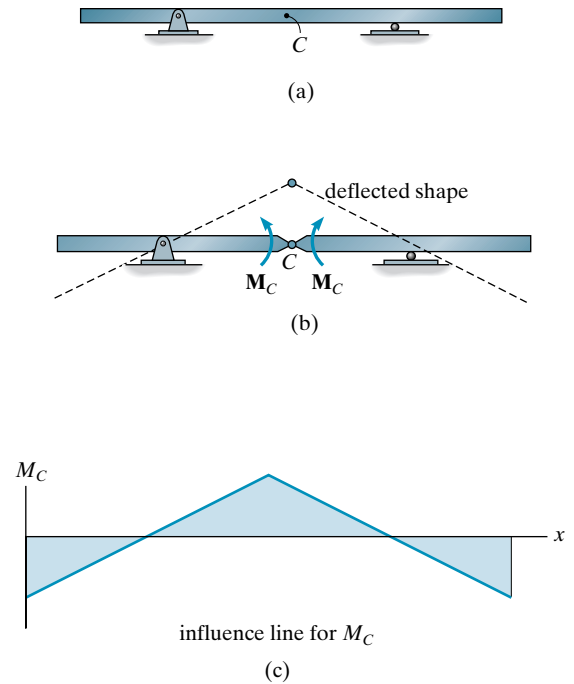 C
(a)
deflected shape
C
M_C M_C
(b)
M_C
x
influence line for M_C
(c)